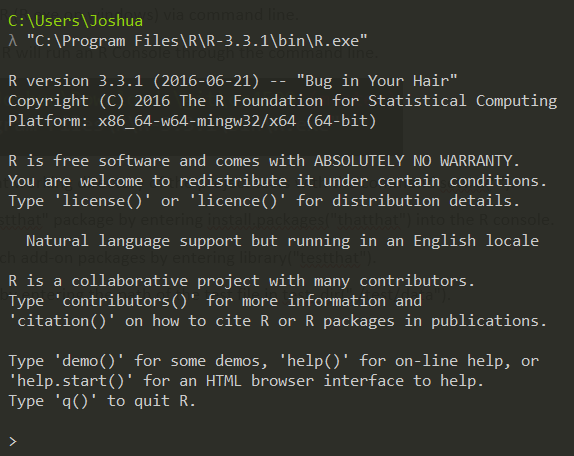 C:\Users\Joshua
λ "C:\Program Files\R\R-3.3.1\bin\R.exe"
R version 3.3.1 (2016-06-21) -- "Bug in Your Hair"
Copyright (C) 2016 The R Foundation for Statistical Computing
Platform: x86_64-w64-mingw32/x64 (64-bit)
R is free software and comes with ABSOLUTELY NO WARRANTY.
You are welcome to redistribute it under certain conditions.
Type 'license()' or 'licence()' for distribution details.
Natural language support but running in an English locale
R is a collaborative project with many contributors.
Type 'contributors()' for more information and
'citation()' on how to cite R or R packages in publications.
Type 'demo()' for some demos, 'help()' for on-line help, or
'help.start()' for an HTML browser interface to help.
Type 'q()' to quit R.
>